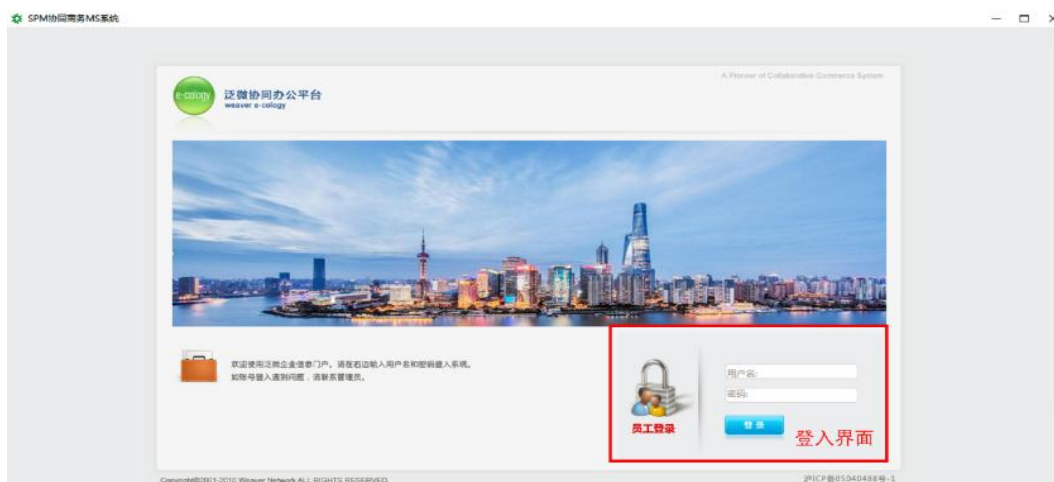 SPM协同商务MS系统
A Pioneer of Collaborative Commerce System
e-cology
泛微协同办公平台
weaver e-cology
欢迎使用泛微企业信息门户。请在右边输入用户名和密码登入系统。
如账号登入遇到问题，请联系管理员。
用户名:
密码:
员工登录
登 录
登入界面
Copyright©2001-2010 Weaver Network ALL RIGHTS RESERVED.
沪ICP备05040488号-1